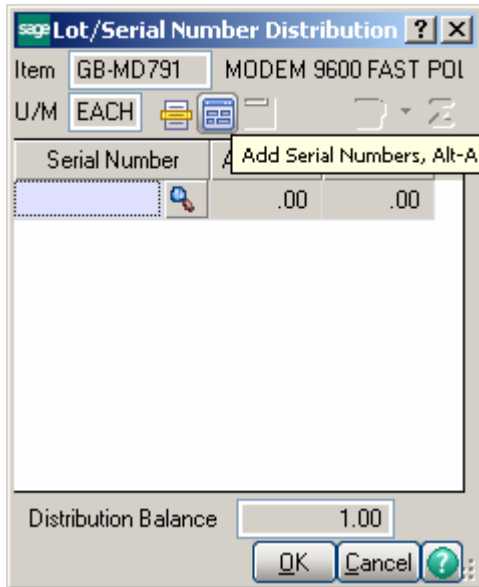 sage Lot/Serial Number Distribution ? X
Item GB-MD791 MODEM 9600 FAST POL
U/M EACH
Serial Number A Add Serial Numbers, Alt-A
.00 .00
Distribution Balance 1.00
OK Cancel ?